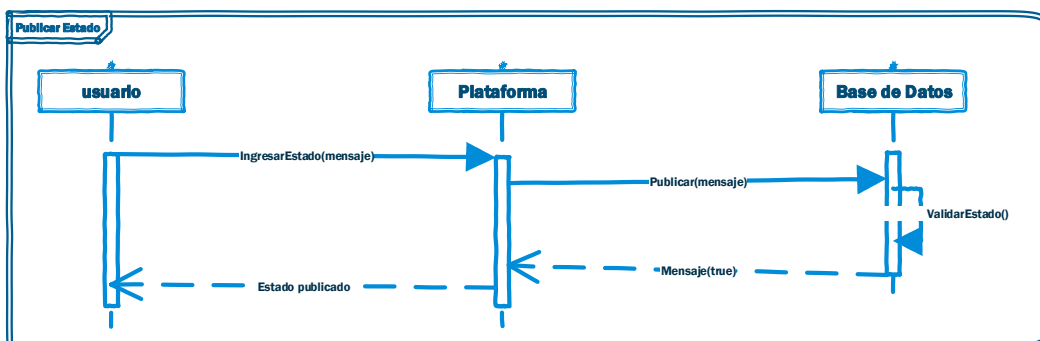 Publicar Estado
usuario
Plataforma
Base de Datos
IngresarEstado(mensaje)
Publicar(mensaje)
ValidarEstado()
Mensaje(true)
Estado publicado